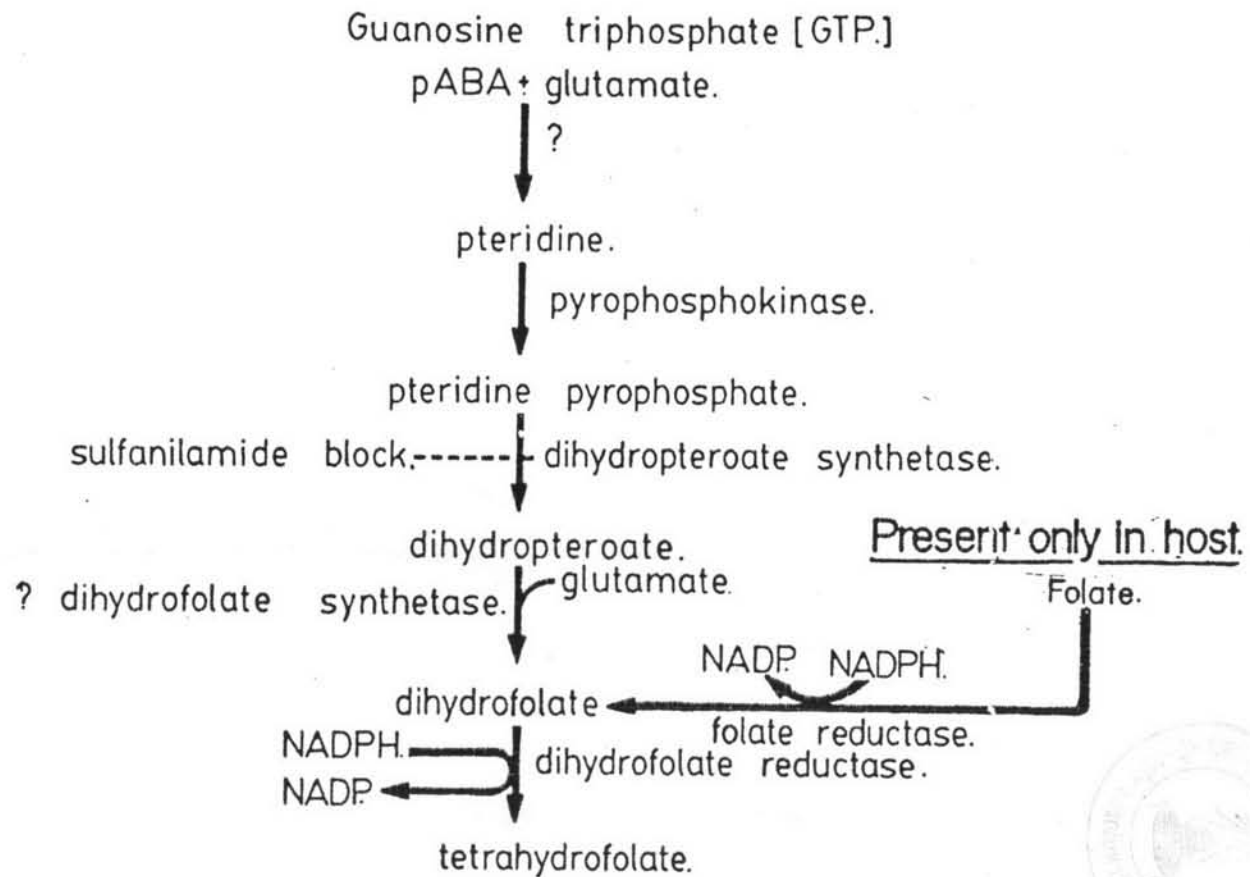 Guanosine triphosphate [GTP.]
pABA + glutamate.
?
pteridine.
pyrophosphokinase.
pteridine pyrophosphate.
sulfanilamide block. dihydropteroate synthetase.
dihydropteroate.
glutamate.
? dihydrofolate synthetase.
Present only in host.
Folate.
NADP. NADPH.
dihydrofolate
folate reductase.
NADPH.
dihydrofolate reductase.
NADP.
tetrahydrofolate.